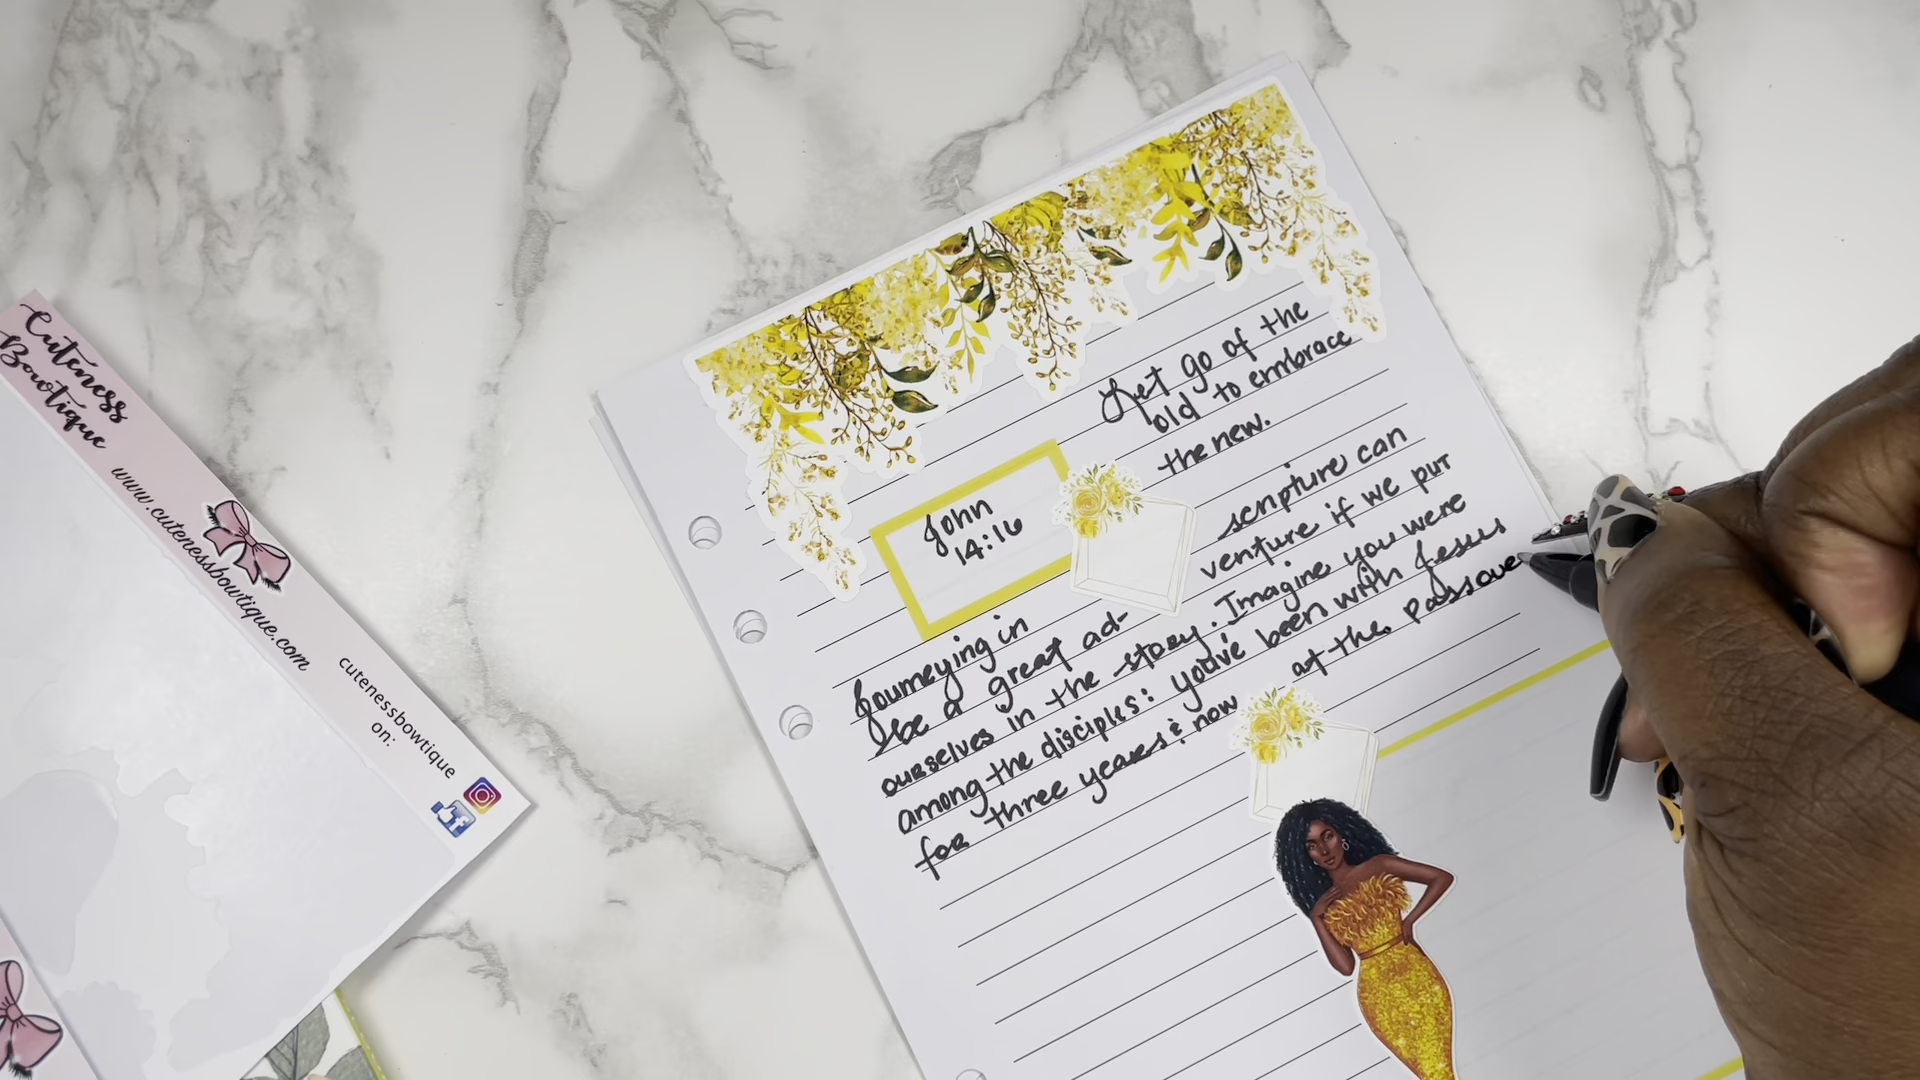 Cuteness
Bowtique
www.cutenessbowtique.com
cutenessbowtique
on:
Let go of the
old to embrace
the new.
John
14:16
Journeying in scripture can
be a great ad- venture if we put
ourselves in the story. Imagine you were
among the disciples: you've been with Jesus
for three years & now at the passove